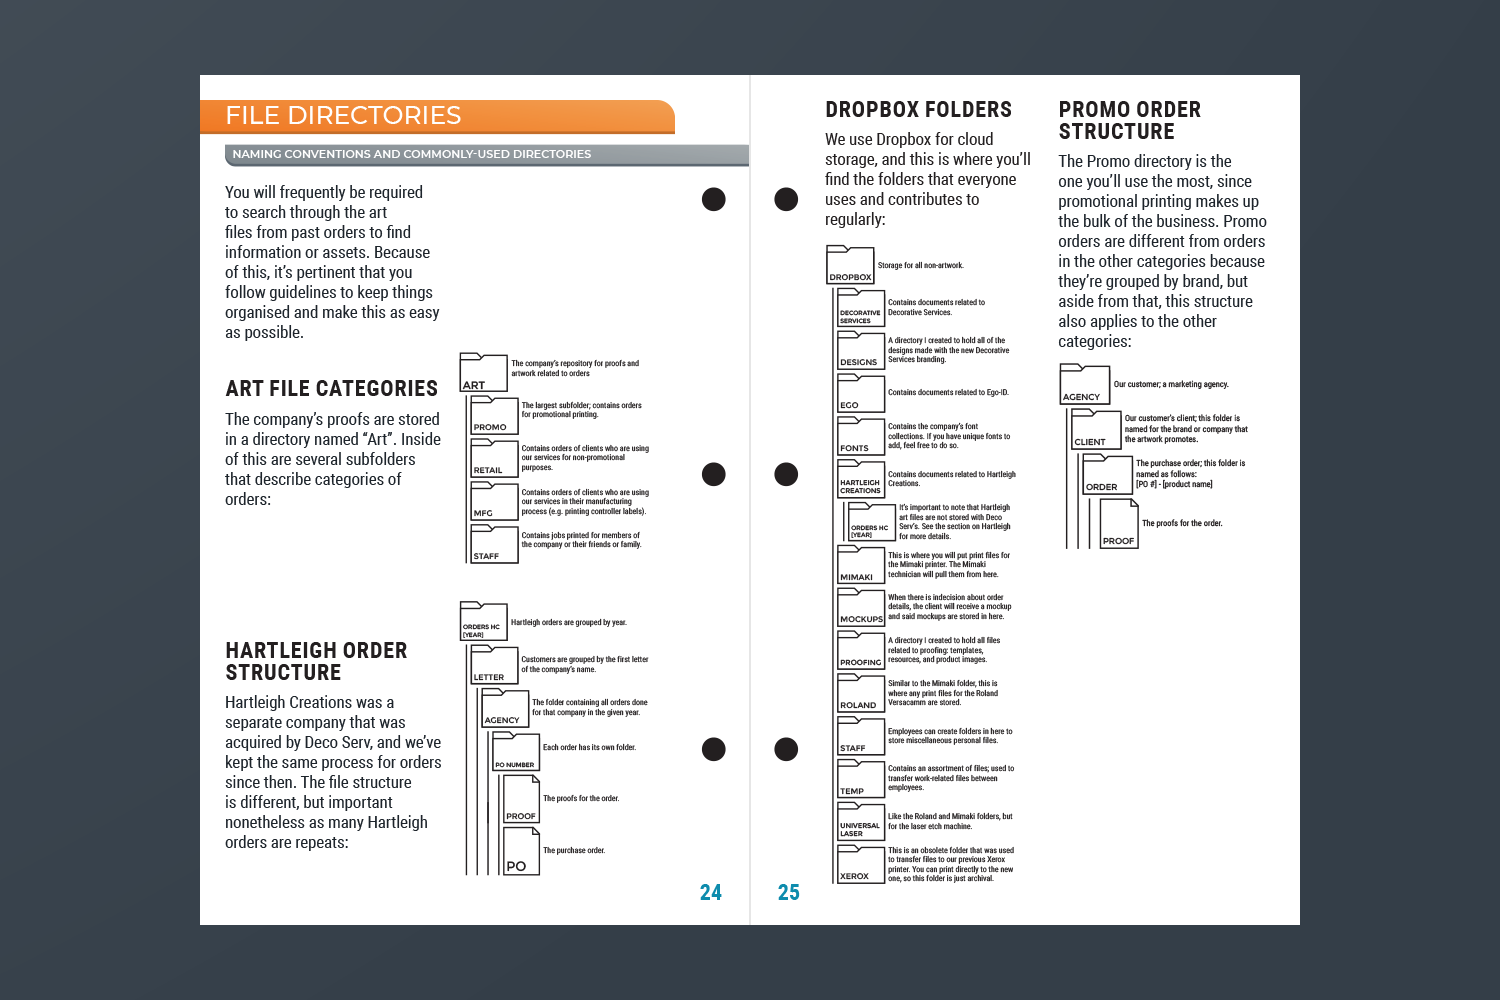 FILE DIRECTORIES
NAMING CONVENTIONS AND COMMONLY-USED DIRECTORIES
You will frequently be required
to search through the art
files from past orders to find
information or assets. Because
of this, it’s pertinent that you
follow guidelines to keep things
organised and make this as easy
as possible.
ART FILE CATEGORIES
The company’s proofs are stored
in a directory named “Art”. Inside
of this are several subfolders
that describe categories of
orders:
ART
The company’s repository for proofs and
artwork related to orders
PROMO
The largest subfolder; contains orders
for promotional printing.
RETAIL
Contains orders of clients who are using
our services for non-promotional
purposes.
MFG
Contains orders of clients who are using
our services in their manufacturing
process (e.g. printing controller labels).
STAFF
Contains jobs printed for members of
the company or their friends or family.
HARTLEIGH ORDER
STRUCTURE
Hartleigh Creations was a
separate company that was
acquired by Deco Serv, and we’ve
kept the same process for orders
since then. The file structure
is different, but important
nonetheless as many Hartleigh
orders are repeats:
ORDERS HC
[YEAR]
Hartleigh orders are grouped by year.
LETTER
Customers are grouped by the first letter
of the company’s name.
AGENCY
The folder containing all orders done
for that company in the given year.
PO NUMBER
Each order has its own folder.
PROOF
The proofs for the order.
PO
The purchase order.
24
DROPBOX FOLDERS
We use Dropbox for cloud
storage, and this is where you’ll
find the folders that everyone
uses and contributes to
regularly:
DROPBOX
Storage for all non-artwork.
DECORATIVE
SERVICES
Contains documents related to
Decorative Services.
DESIGNS
A directory I created to hold all of the
designs made with the new Decorative
Services branding.
EGO
Contains documents related to Ego-iD.
FONTS
Contains the company’s font
collections. If you have unique fonts to
add, feel free to do so.
HARTLEIGH
CREATIONS
Contains documents related to Hartleigh
Creations.
ORDERS HC
[YEAR]
It’s important to note that Hartleigh
art files are not stored with Deco
Serv’s. See the section on Hartleigh
for more details.
MIMAKI
This is where you will put print files for
the Mimaki printer. The Mimaki
technician will pull them from here.
MOCKUPS
When there is indecision about order
details, the client will receive a mockup
and said mockups are stored in here.
PROOFING
A directory I created to hold all files
related to proofing: templates,
resources, and product images.
ROLAND
Similar to the Mimaki folder, this is
where any print files for the Roland
Versacamm are stored.
STAFF
Employees can create folders in here to
store miscellaneous personal files.
TEMP
Contains an assortment of files; used to
transfer work-related files between
employees.
UNIVERSAL
LASER
Like the Roland and Mimaki folders, but
for the laser etch machine.
XEROX
This is an obsolete folder that was used
to transfer files to our previous Xerox
printer. You can print directly to the new
one, so this folder is just archival.
PROMO ORDER
STRUCTURE
The Promo directory is the
one you’ll use the most, since
promotional printing makes up
the bulk of the business. Promo
orders are different from orders
in the other categories because
they’re grouped by brand, but
aside from that, this structure
also applies to the other
categories:
AGENCY
Our customer; a marketing agency.
CLIENT
Our customer’s client; this folder is
named for the brand or company that
the artwork promotes.
ORDER
The purchase order; this folder is
named as follows:
[PO #] - [product name]
PROOF
The proofs for the order.
25